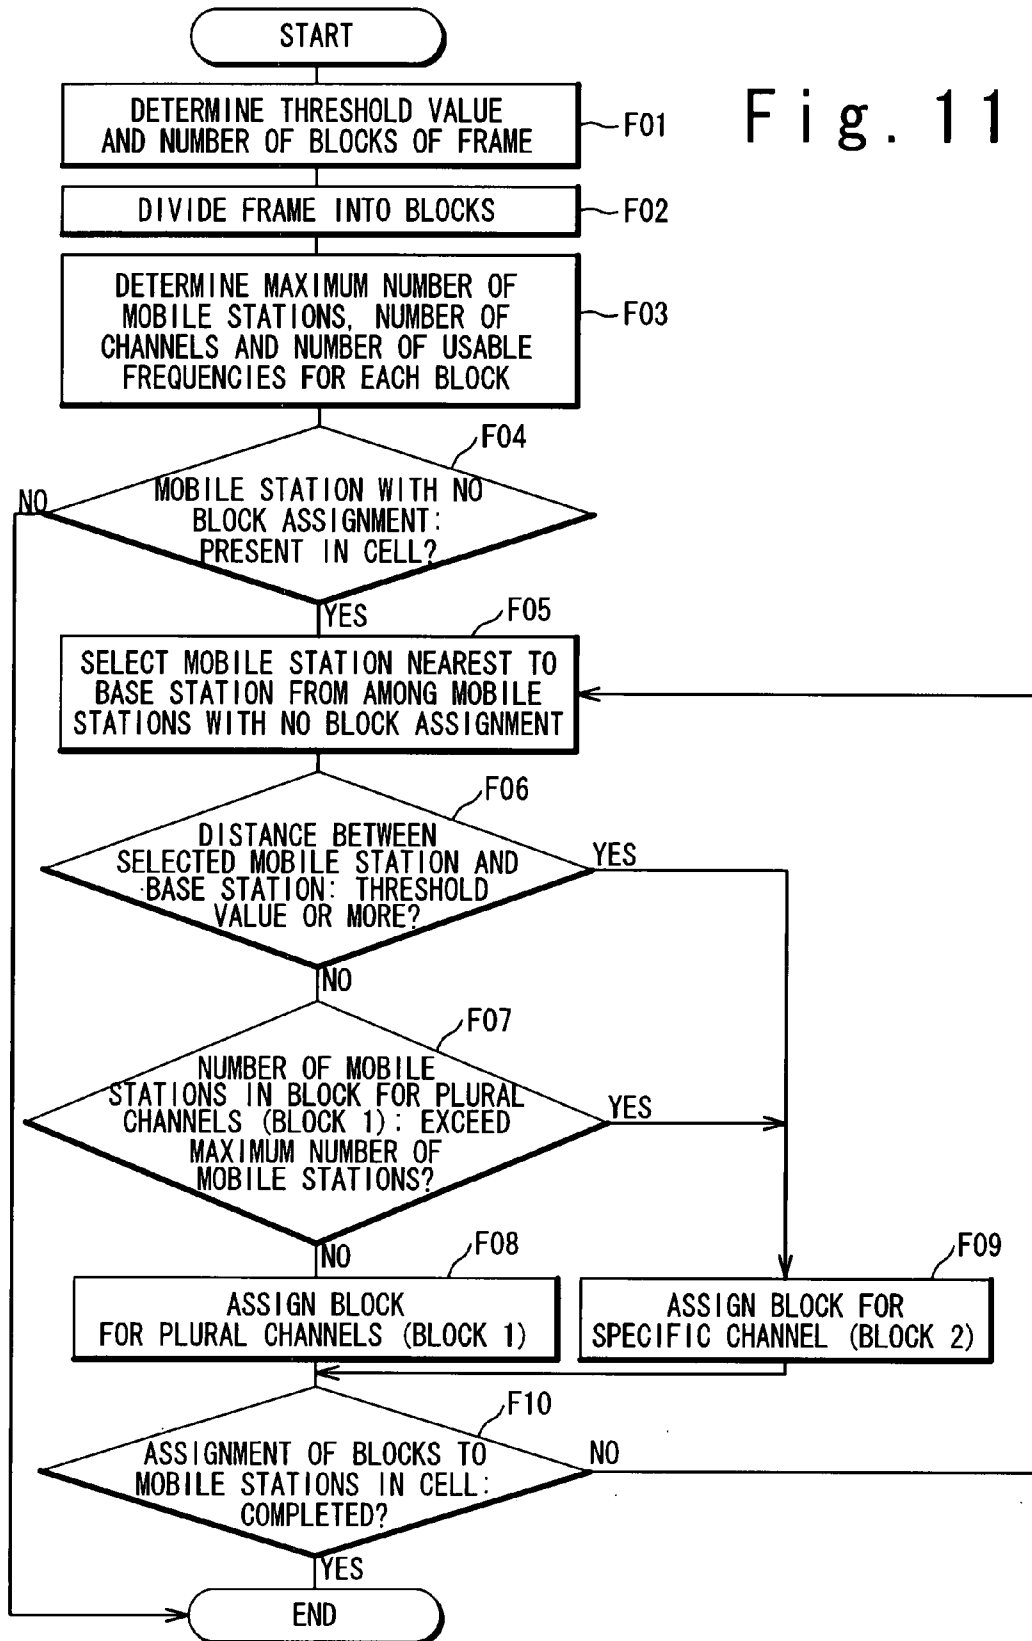 START
Fig. 11
DETERMINE THRESHOLD VALUE
AND NUMBER OF BLOCKS OF FRAME
F01
DIVIDE FRAME INTO BLOCKS
F02
DETERMINE MAXIMUM NUMBER OF
MOBILE STATIONS, NUMBER OF
CHANNELS AND NUMBER OF USABLE
FREQUENCIES FOR EACH BLOCK
F03
F04
MOBILE STATION WITH NO
BLOCK ASSIGNMENT:
PRESENT IN CELL?
NO
YES
F05
SELECT MOBILE STATION NEAREST TO
BASE STATION FROM AMONG MOBILE
STATIONS WITH NO BLOCK ASSIGNMENT
F06
DISTANCE BETWEEN
SELECTED MOBILE STATION AND
BASE STATION: THRESHOLD
VALUE OR MORE?
YES
NO
F07
NUMBER OF MOBILE
STATIONS IN BLOCK FOR PLURAL
CHANNELS (BLOCK 1): EXCEED
MAXIMUM NUMBER OF
MOBILE STATIONS?
YES
NO
F08
ASSIGN BLOCK
FOR PLURAL CHANNELS (BLOCK 1)
F09
ASSIGN BLOCK FOR
SPECIFIC CHANNEL (BLOCK 2)
F10
ASSIGNMENT OF BLOCKS TO
MOBILE STATIONS IN CELL:
COMPLETED?
NO
YES
END